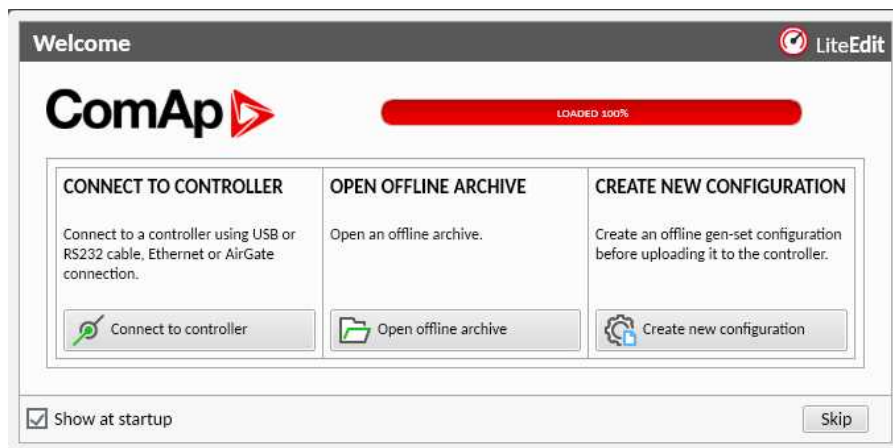 Welcome
LiteEdit
ComAp
LOADED 100%
CONNECT TO CONTROLLER
Connect to a controller using USB or
RS232 cable, Ethernet or AirGate
connection.
Connect to controller
OPEN OFFLINE ARCHIVE
Open an offline archive.
Open offline archive
CREATE NEW CONFIGURATION
Create an offline gen-set configuration
before uploading it to the controller.
Create new configuration
Show at startup
Skip